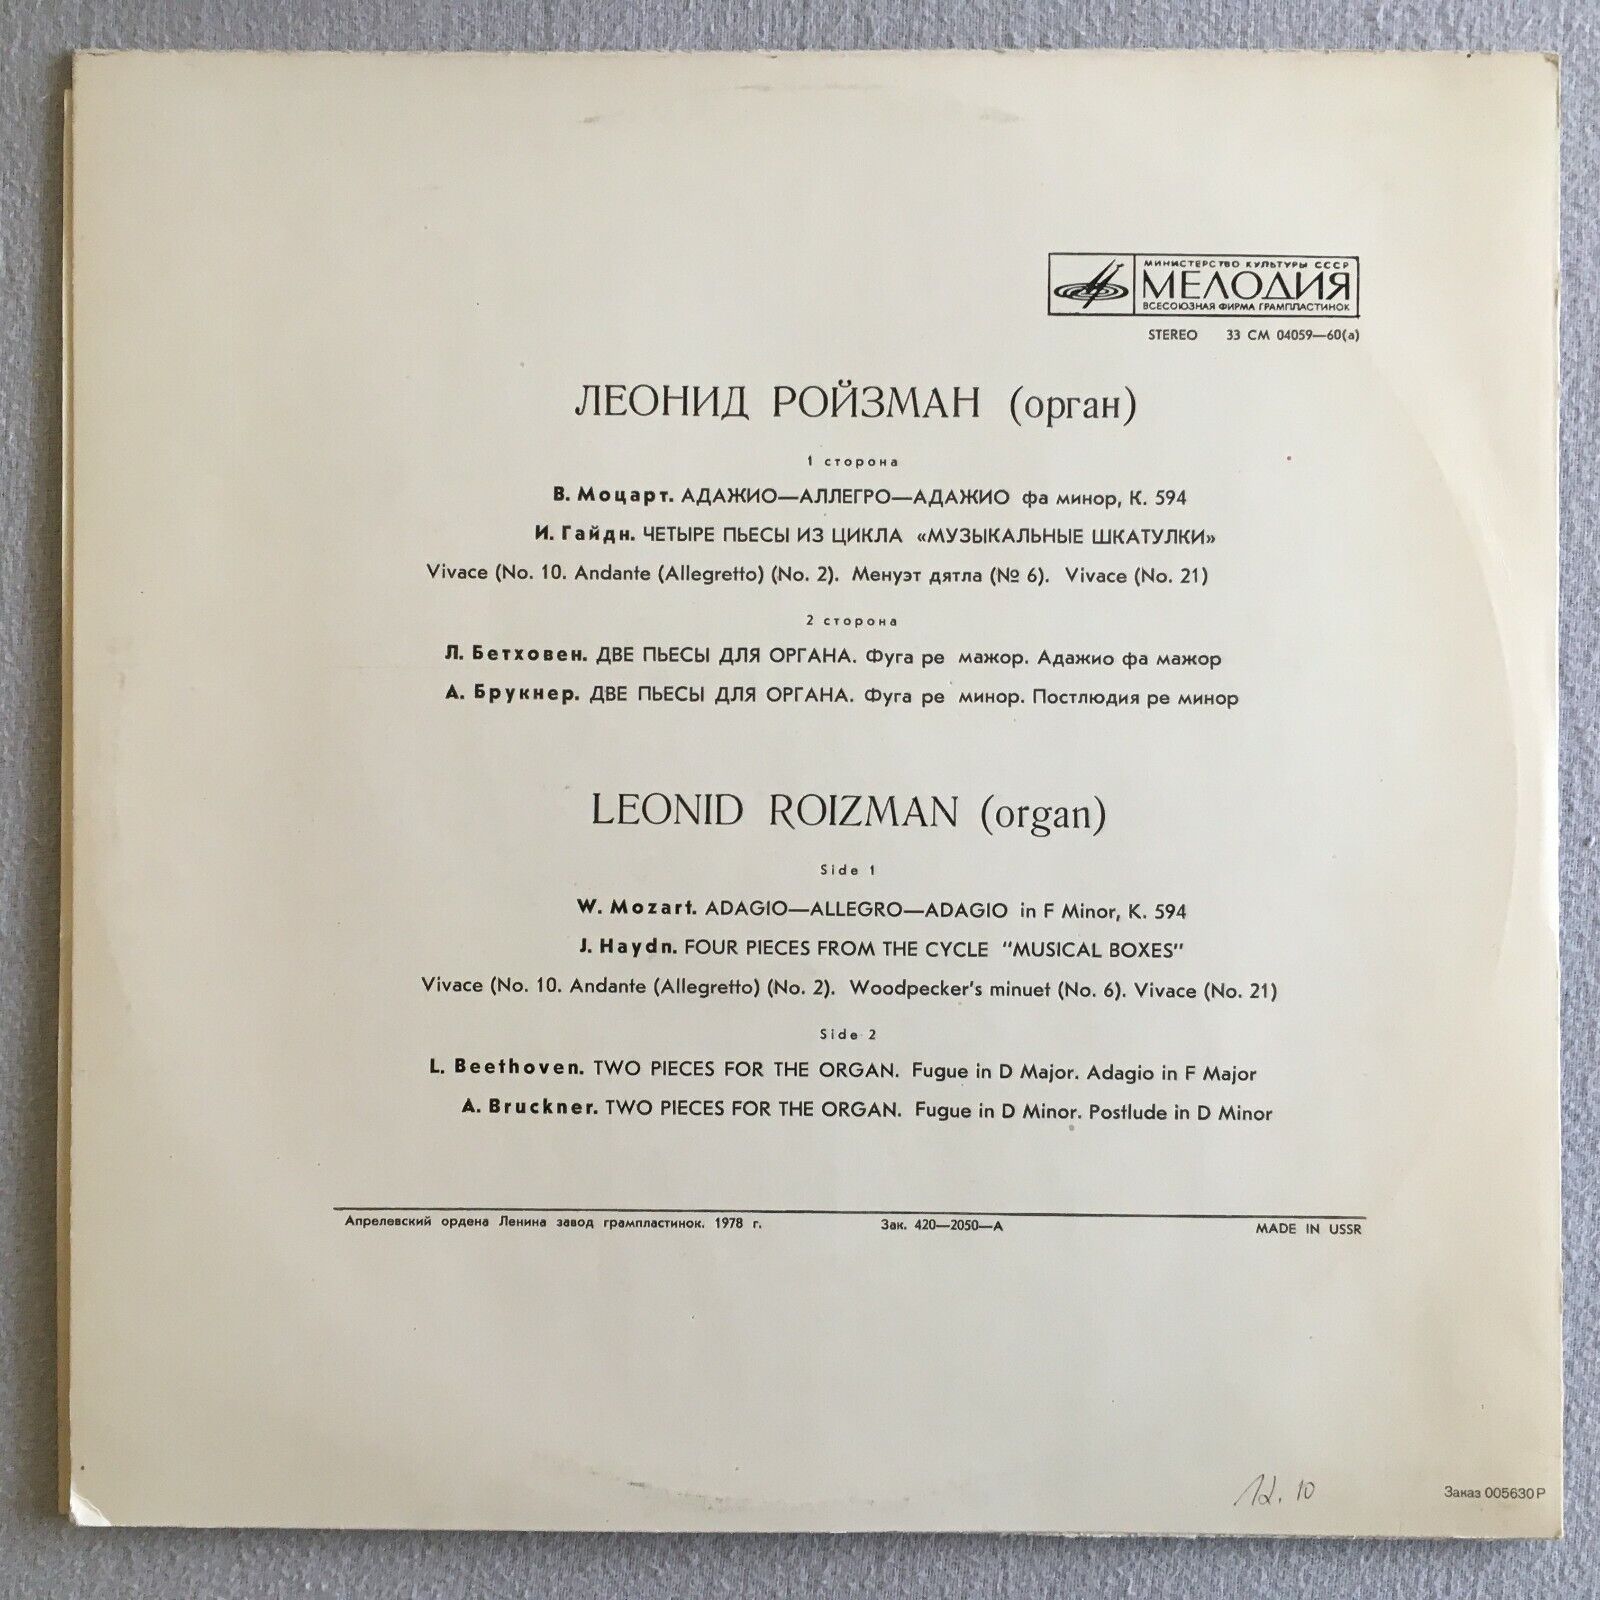 МИНИСТЕРСТВО КУЛЬТУРЫ СССР
МЕЛОДИЯ
ВСЕСОЮЗНАЯ ФИРМА ГРАМПЛАСТИНОК
STEREO 33 СМ 04059—60(а)
ЛЕОНИД РОЙЗМАН (орган)
1 сторона
В. Моцарт. АДАЖИО—АЛЛЕГРО—АДАЖИО фа минор, К. 594
И. Гайдн. ЧЕТЫРЕ ПЬЕСЫ ИЗ ЦИКЛА «МУЗЫКАЛЬНЫЕ ШКАТУЛКИ»
Vivace (No. 10. Andante (Allegretto) (No. 2). Менуэт дятла (№ 6). Vivace (No. 21)
2 сторона
Л. Бетховен. ДВЕ ПЬЕСЫ ДЛЯ ОРГАНА. Фуга ре мажор. Адажио фа мажор
А. Брукнер. ДВЕ ПЬЕСЫ ДЛЯ ОРГАНА. Фуга ре минор. Постлюдия ре минор
LEONID ROIZMAN (organ)
Side 1
W. Mozart. ADAGIO—ALLEGRO—ADAGIO in F Minor, K. 594
J. Haydn. FOUR PIECES FROM THE CYCLE "MUSICAL BOXES"
Vivace (No. 10. Andante (Allegretto) (No. 2). Woodpecker's minuet (No. 6). Vivace (No. 21)
Side 2
L. Beethoven. TWO PIECES FOR THE ORGAN. Fugue in D Major. Adagio in F Major
A. Bruckner. TWO PIECES FOR THE ORGAN. Fugue in D Minor. Postlude in D Minor
Апрелевский ордена Ленина завод грампластинок. 1978 г. Зак. 420—2050—А MADE IN USSR
12.10
Заказ 005630Р